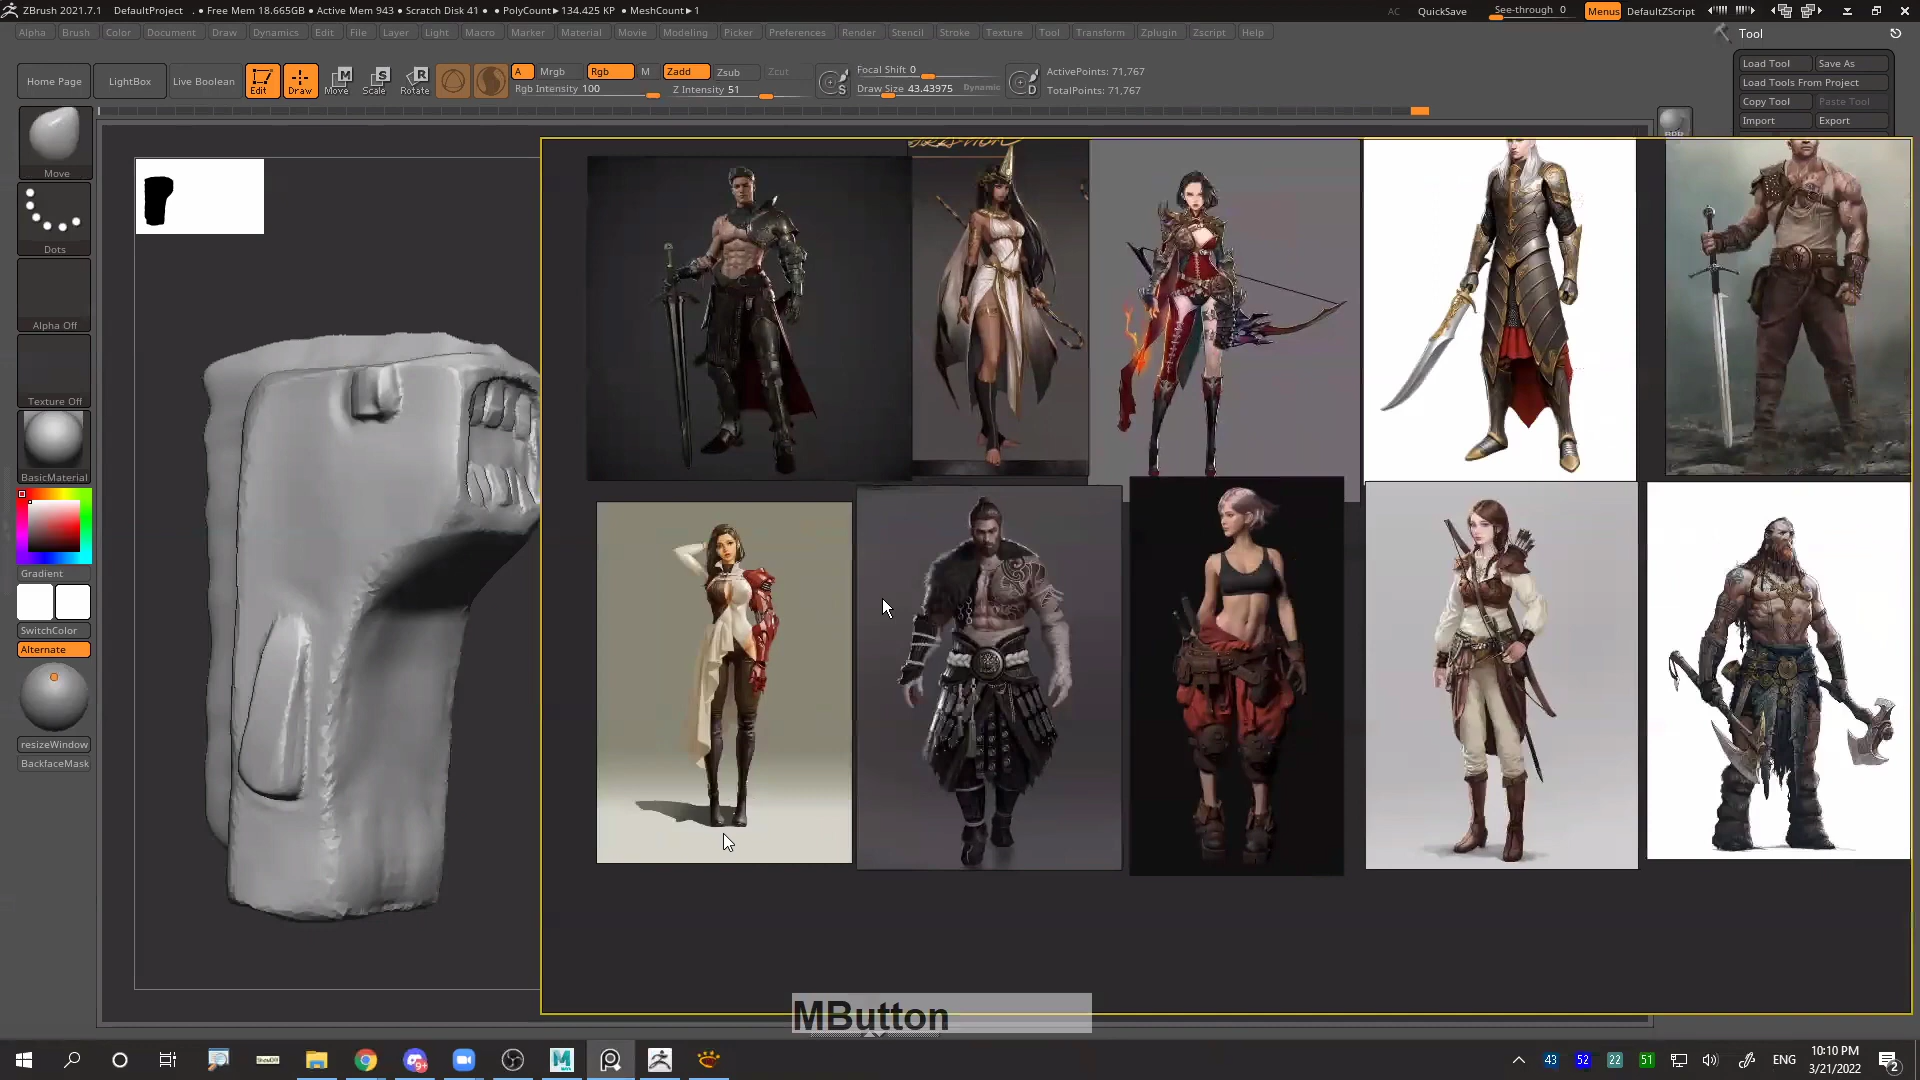 ZBrush 2021.7.1 DefaultProject . • Free Mem 18.665GB • Active Mem 943 • Scratch Disk 41 • • PolyCount▸134.425 KP • MeshCount▸1
AC QuickSave See-through 0 Menus DefaultZScript
Alpha Brush Color Document Draw Dynamics Edit File Layer Light Macro Marker Material Movie Modeling Picker Preferences Render Stencil Stroke Texture Tool Transform Zplugin Zscript Help
Tool
Home Page LightBox Live Boolean Edit Draw Move Scale Rotate
A Mrgb Rgb M Zadd Zsub Zcut
Rgb Intensity 100 Z Intensity 51
S
Focal Shift 0
Draw Size 43.43975 Dynamic
D
ActivePoints: 71,767
TotalPoints: 71,767
Load Tool Save As
Load Tools From Project
Copy Tool Paste Tool
Import Export
Move
Dots
Alpha Off
Texture Off
BasicMaterial
Gradient
SwitchColor
Alternate
resizeWindow
BackfaceMask
MButton
43 52 22 51 ENG 10:10 PM
3/21/2022
2